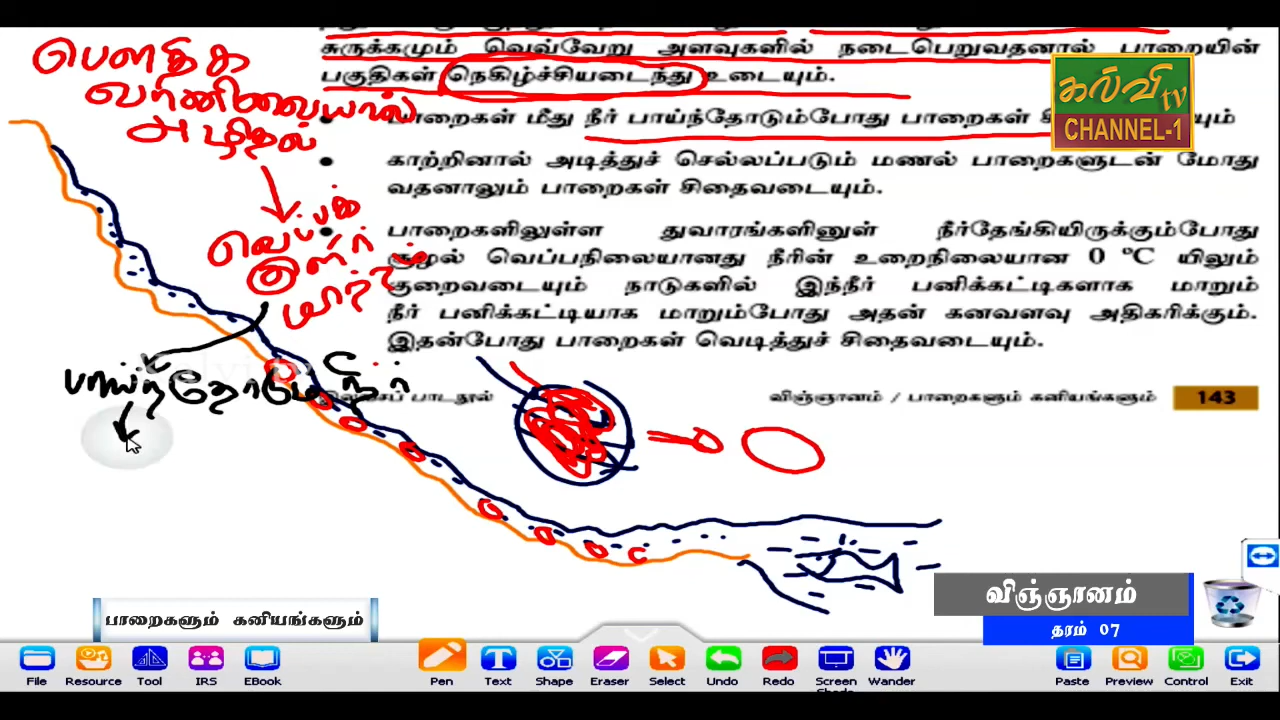 சுருக்கமும் வெவ்வேறு அளவுகளில் நடைபெறுவதனால் பாறையின்
பகுதிகள் நெகிழ்ச்சியடைந்து உடையும்.
பாறைகள் மீது நீர் பாய்ந்தோடும்போது பாறைகள்
காற்றினால் அடித்துச் செல்லப்படும் மணல் பாறைகளுடன் மோது
வதனாலும் பாறைகள் சிதைவடையும்.
பாறைகளிலுள்ள துவாரங்களினுள் நீர்தேங்கியிருக்கும்போது
சூழல் வெப்பநிலையானது நீரின் உறைநிலையான 0 °C யிலும்
குறைவடையும் நாடுகளில் இந்நீர் பனிக்கட்டிகளாக மாறும்
நீர் பனிக்கட்டியாக மாறும்போது அதன் கனவளவு அதிகரிக்கும்.
இதன்போது பாறைகள் வெடித்துச் சிதைவடையும்.
பாடநூல்
விஞ்ஞானம் / பாறைகளும் கனியங்களும் 143
கல்வி tv
CHANNEL-1
பௌதிக
அழிதல்
வெப்ப
குளிர்
பாய்ந்தோடும் நீர்
விஞ்ஞானம்
தரம் 07
பாறைகளும் கனியங்களும்
File Resource Tool IRS EBook Pen Text Shape Eraser Select Undo Redo Screen Wander Paste Preview Control Exit